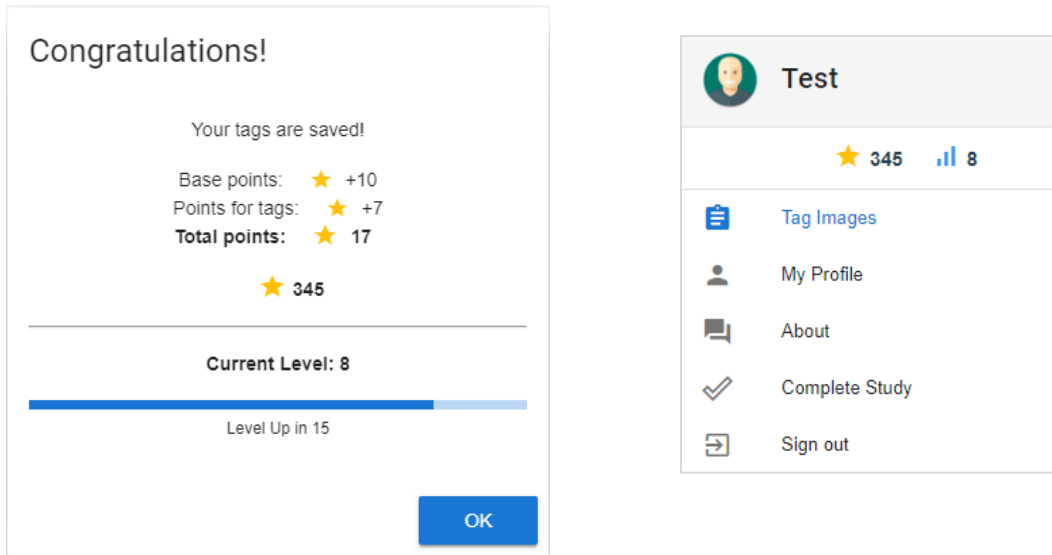 Congratulations!
Your tags are saved!
Base points: +10
Points for tags: +7
Total points: 17
345
Current Level: 8
Level Up in 15
OK
Test
345 8
Tag Images
My Profile
About
Complete Study
Sign out